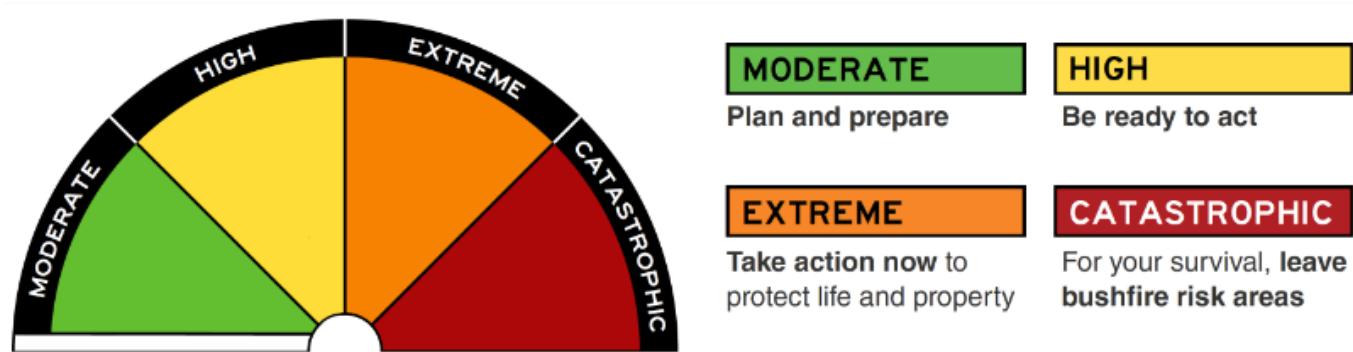 MODERATE
HIGH
EXTREME
CATASTROPHIC
MODERATE
Plan and prepare
HIGH
Be ready to act
EXTREME
Take action now to
protect life and property
CATASTROPHIC
For your survival, leave
bushfire risk areas